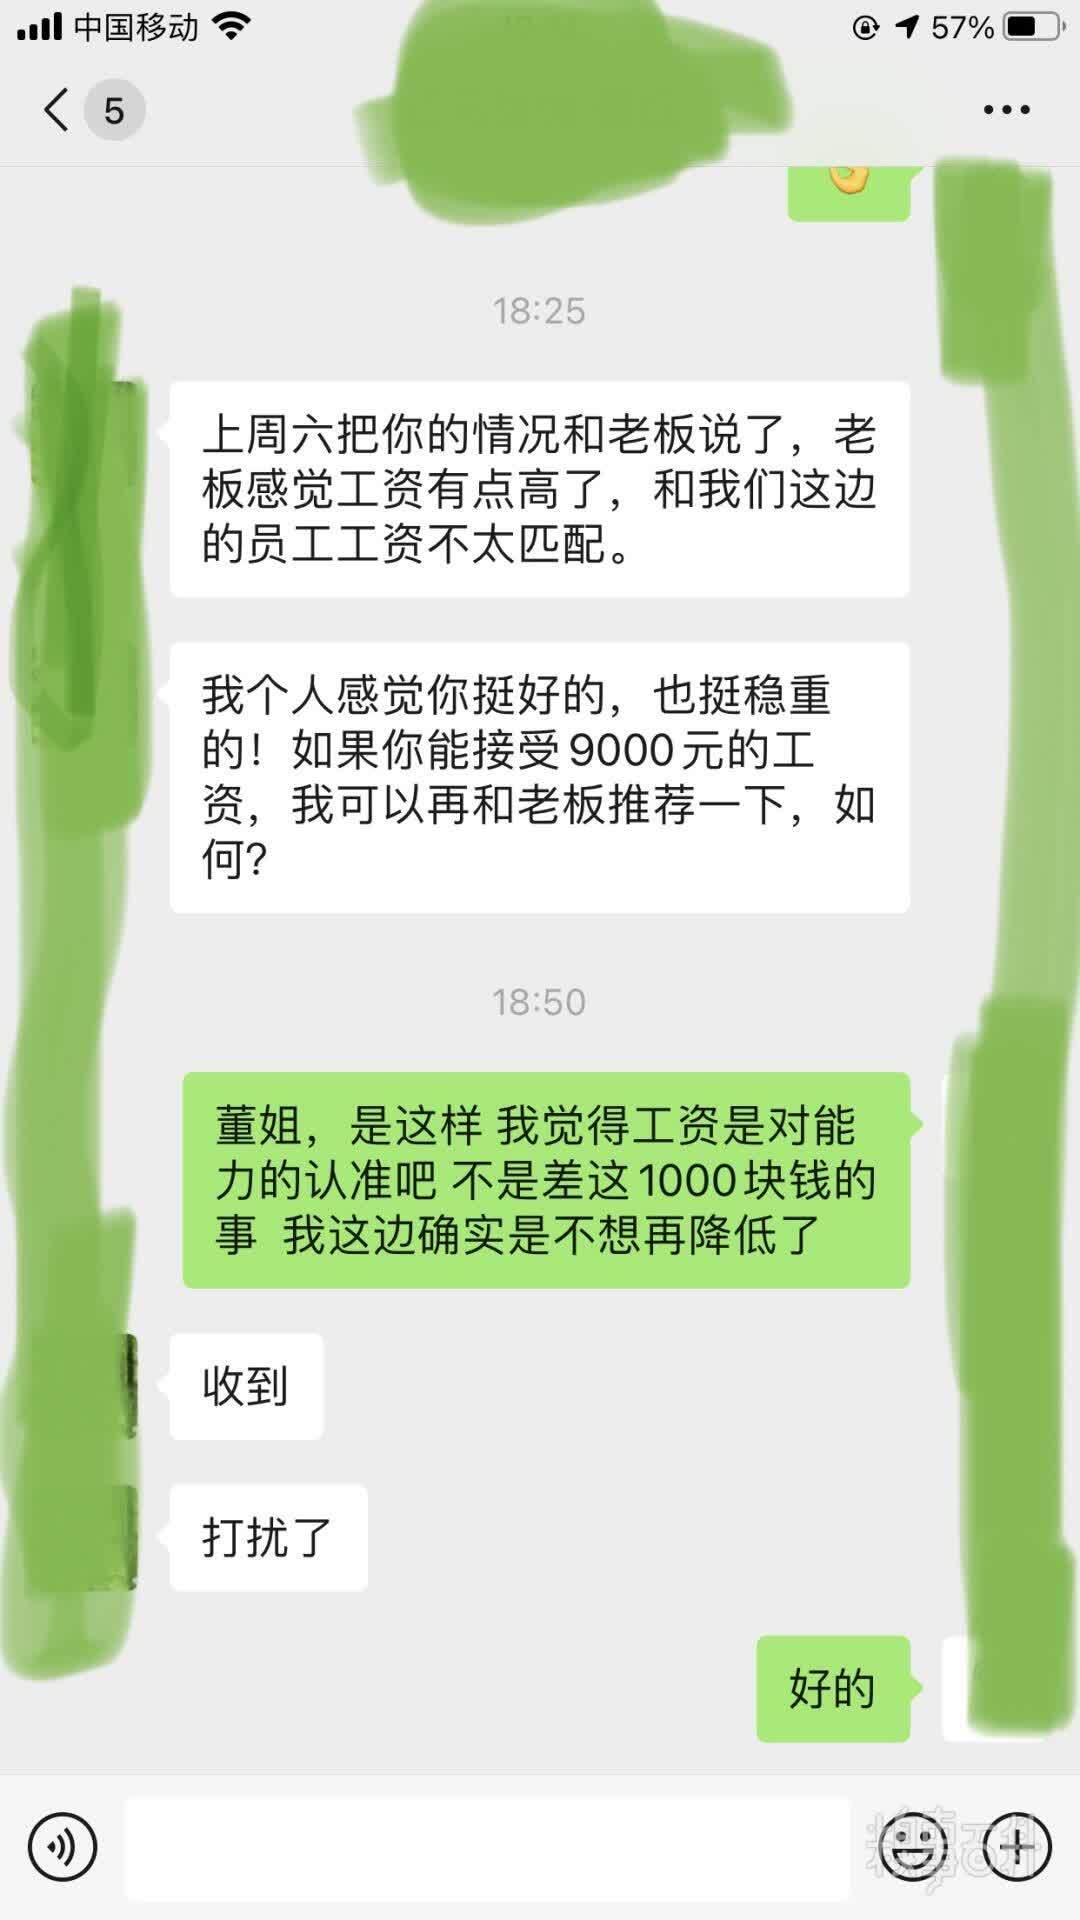 中国移动
57%
5
18:25
上周六把你的情况和老板说了，老
板感觉工资有点高了，和我们这边
的员工工资不太匹配。
我个人感觉你挺好的，也挺稳重
的！如果你能接受9000元的工
资，我可以再和老板推荐一下，如
何？
18:50
董姐，是这样 我觉得工资是对能
力的认准吧 不是差这1000块钱的
事 我这边确实是不想再降低了
收到
打扰了
好的
糗事百科